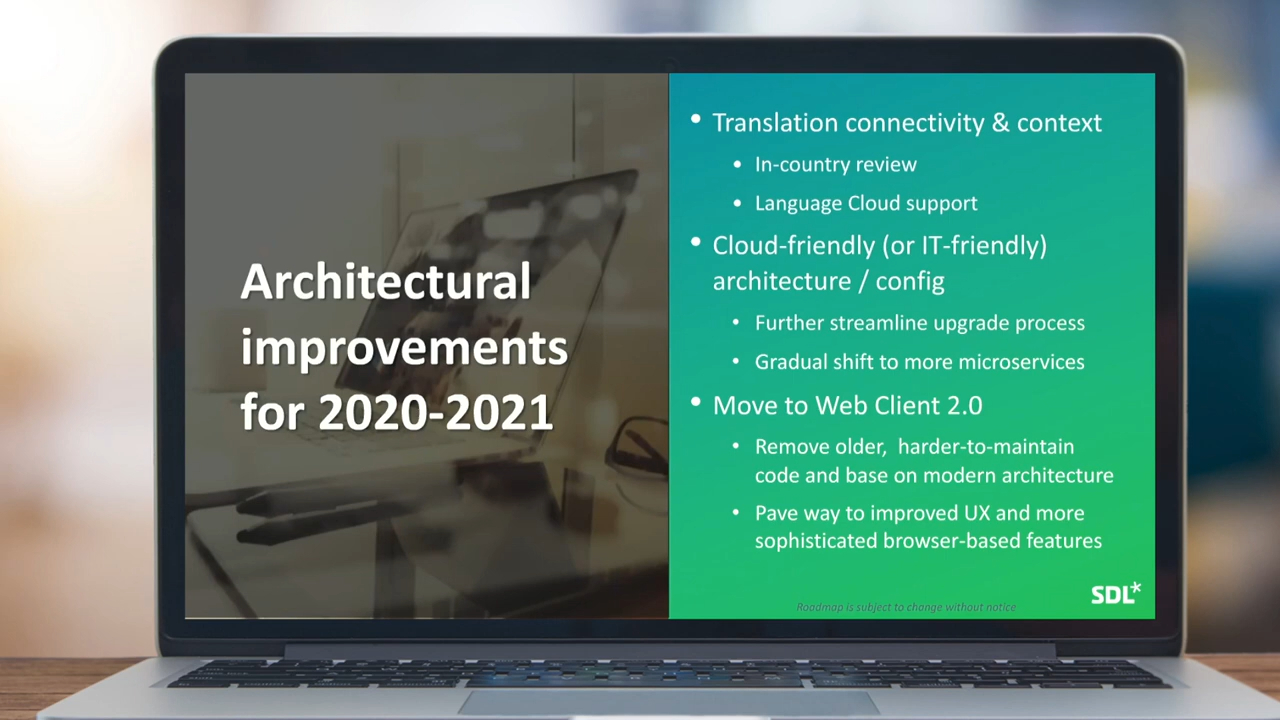 Architectural
improvements
for 2020-2021
• Translation connectivity & context
• In-country review
• Language Cloud support
• Cloud-friendly (or IT-friendly)
architecture / config
• Further streamline upgrade process
• Gradual shift to more microservices
• Move to Web Client 2.0
• Remove older,  harder-to-maintain
code and base on modern architecture
• Pave way to improved UX and more
sophisticated browser-based features
SDL*
Roadmap is subject to change without notice